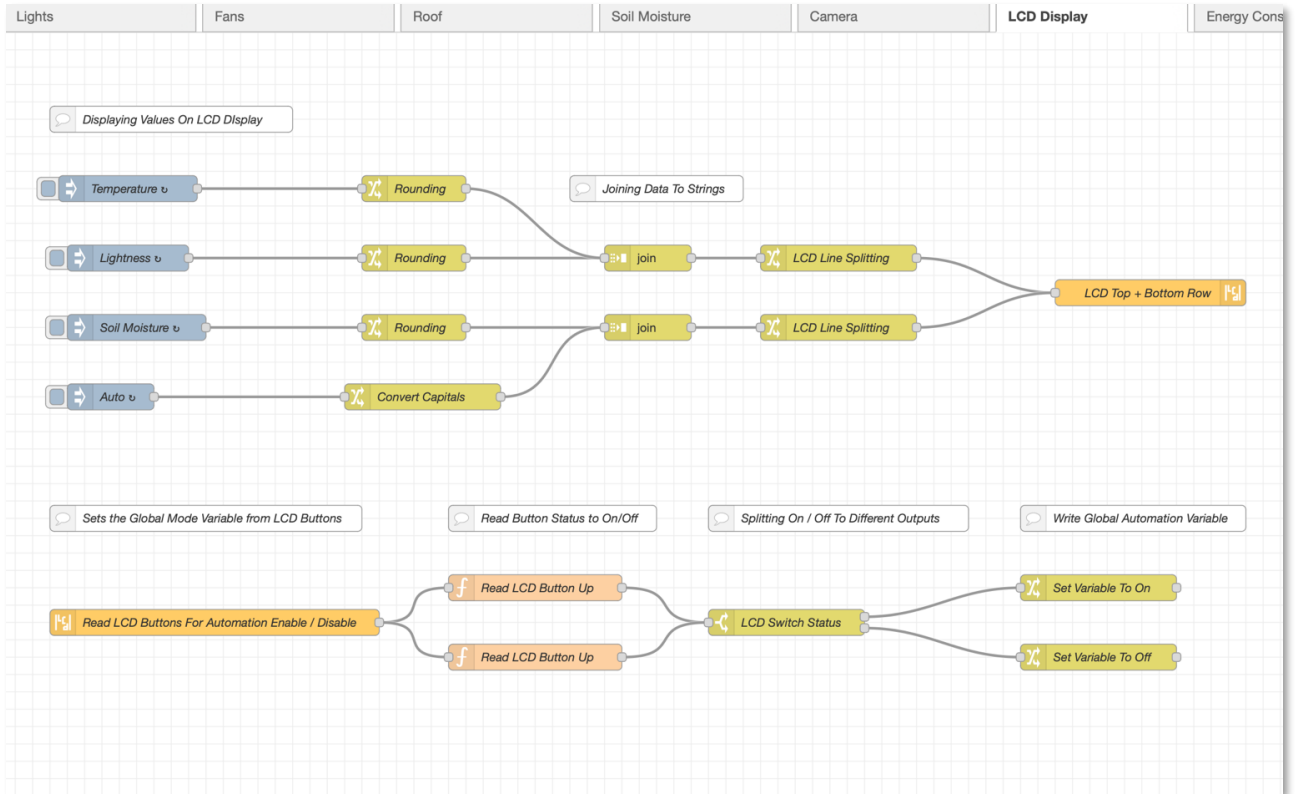 Lights
Fans
Roof
Soil Moisture
Camera
LCD Display
Energy Cons
Displaying Values On LCD DIsplay
Temperature ↻
Rounding
Joining Data To Strings
Lightness ↻
Rounding
join
LCD Line Splitting
LCD Top + Bottom Row
Soil Moisture ↻
Rounding
join
LCD Line Splitting
Auto ↻
Convert Capitals
Sets the Global Mode Variable from LCD Buttons
Read Button Status to On/Off
Splitting On / Off To Different Outputs
Write Global Automation Variable
Read LCD Button Up
Set Variable To On
Read LCD Buttons For Automation Enable / Disable
LCD Switch Status
Read LCD Button Up
Set Variable To Off